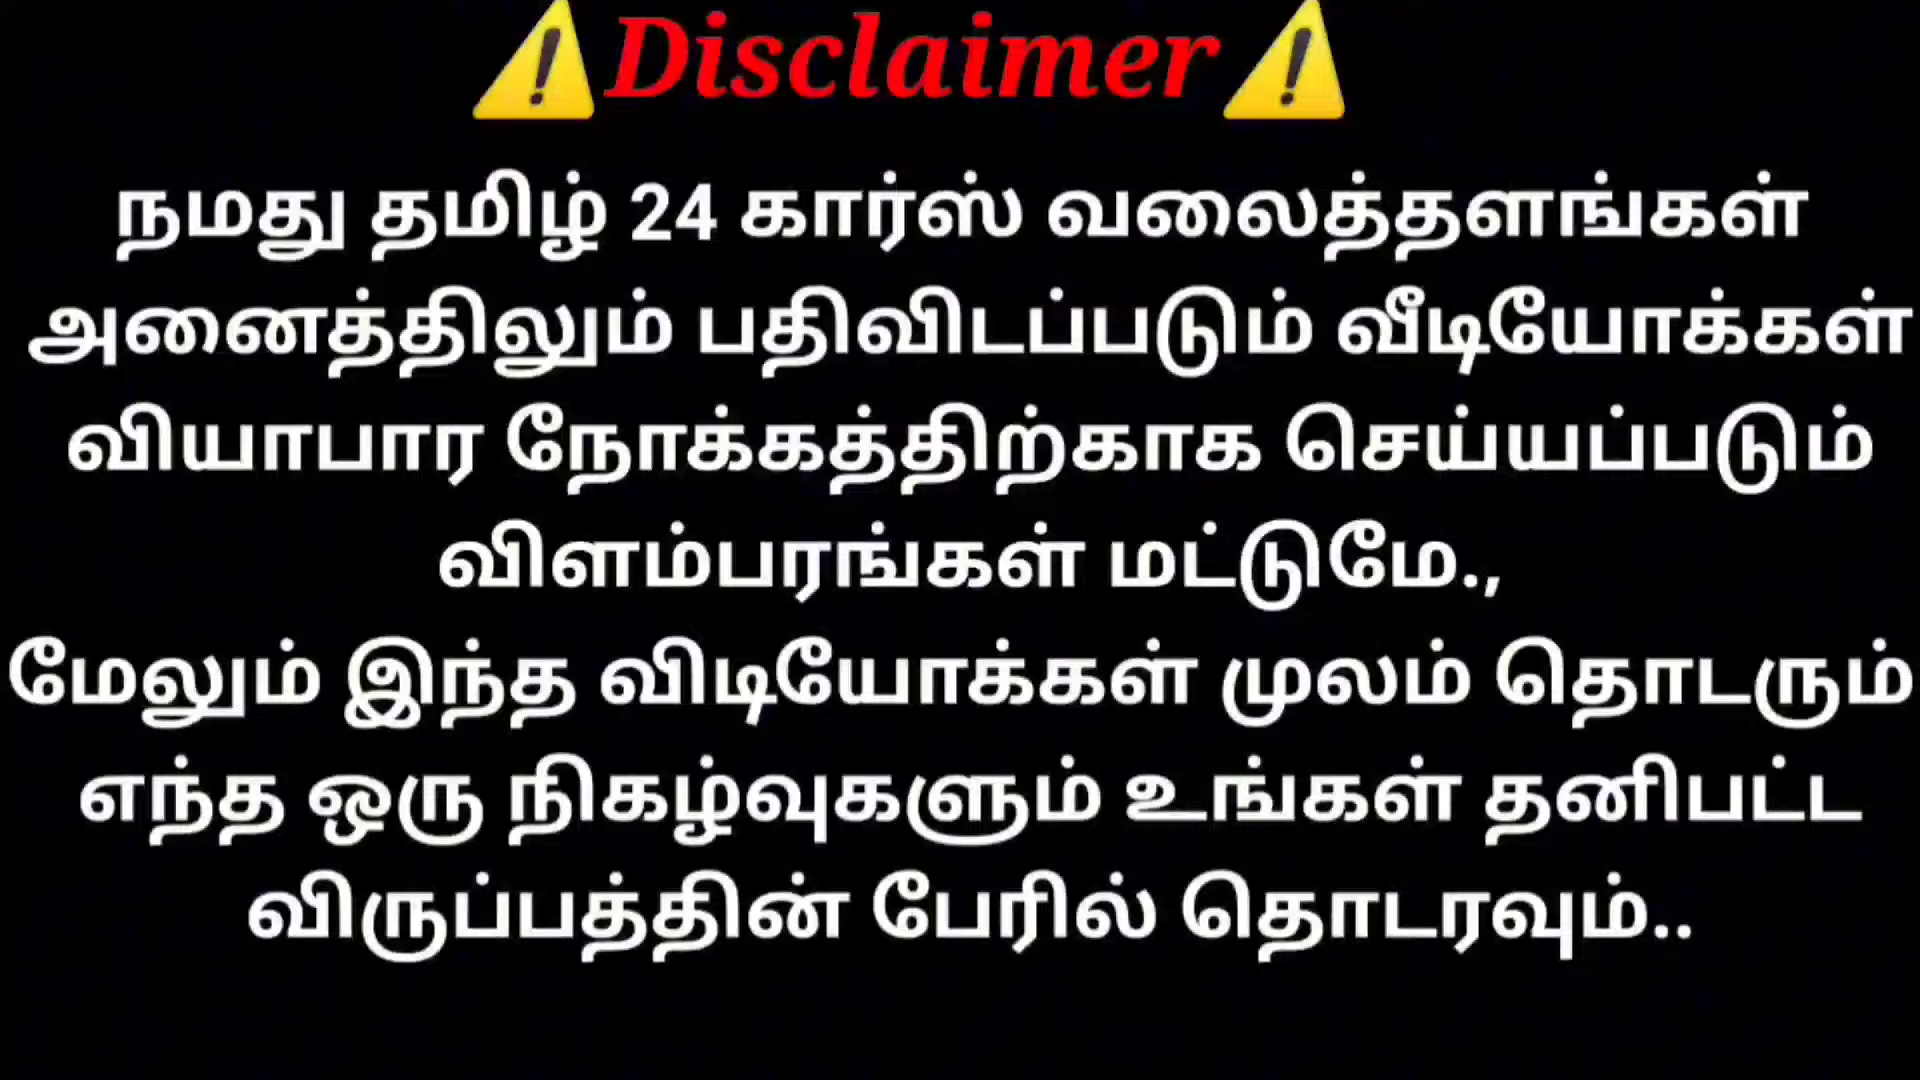 ⚠️Disclaimer⚠️
நமது தமிழ் 24 கார்ஸ் வலைத்தளங்கள்
அனைத்திலும் பதிவிடப்படும் வீடியோக்கள்
வியாபார நோக்கத்திற்காக செய்யப்படும்
விளம்பரங்கள் மட்டுமே.,
மேலும் இந்த விடியோக்கள் முலம் தொடரும்
எந்த ஒரு நிகழ்வுகளும் உங்கள் தனிபட்ட
விருப்பத்தின் பேரில் தொடரவும்..